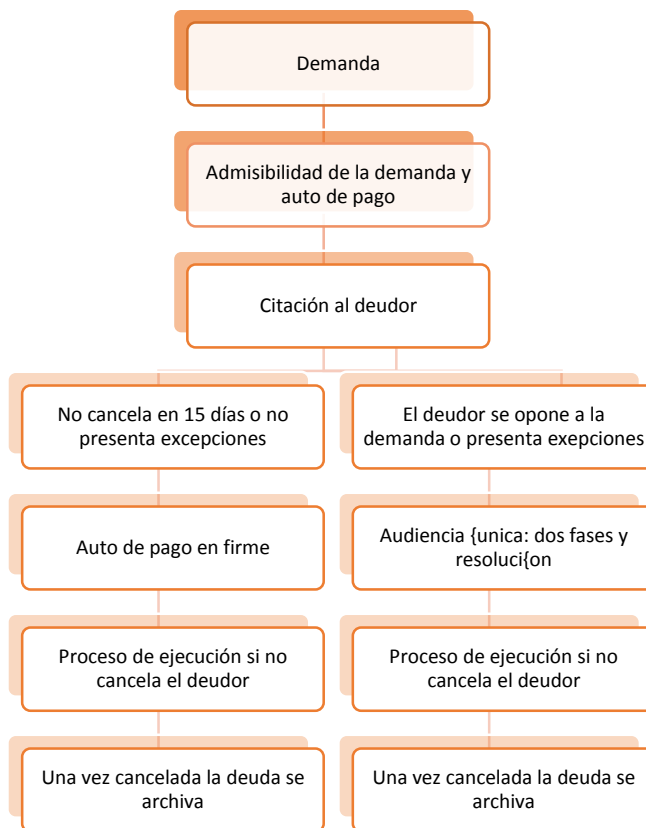 Demanda
Admisibilidad de la demanda y
auto de pago
Citación al deudor
No cancela en 15 días o no
presenta excepciones
El deudor se opone a la
demanda o presenta exepciones
Auto de pago en firme
Audiencia {unica: dos fases y
resoluci{on
Proceso de ejecución si no
cancela el deudor
Proceso de ejecución si no
cancela el deudor
Una vez cancelada la deuda se
archiva
Una vez cancelada la deuda se
archiva